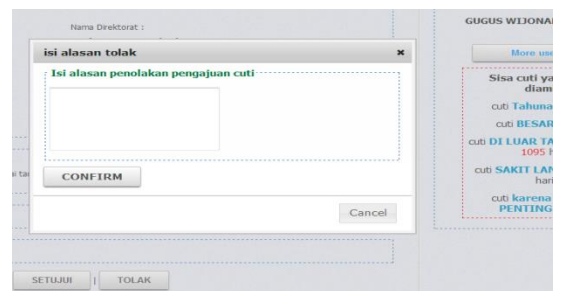 Nama Direktorat :
GUGUS WIJONA
isi alasan tolak
Isi alasan penolakan pengajuan cuti
CONFIRM
Cancel
SETUJUI | TOLAK
More use
Sisa cuti ya
diam
cuti Tahuna
cuti BESAR
cuti DI LUAR TA
1095 h
cuti SAKIT LAN
hari
cuti karena
PENTING